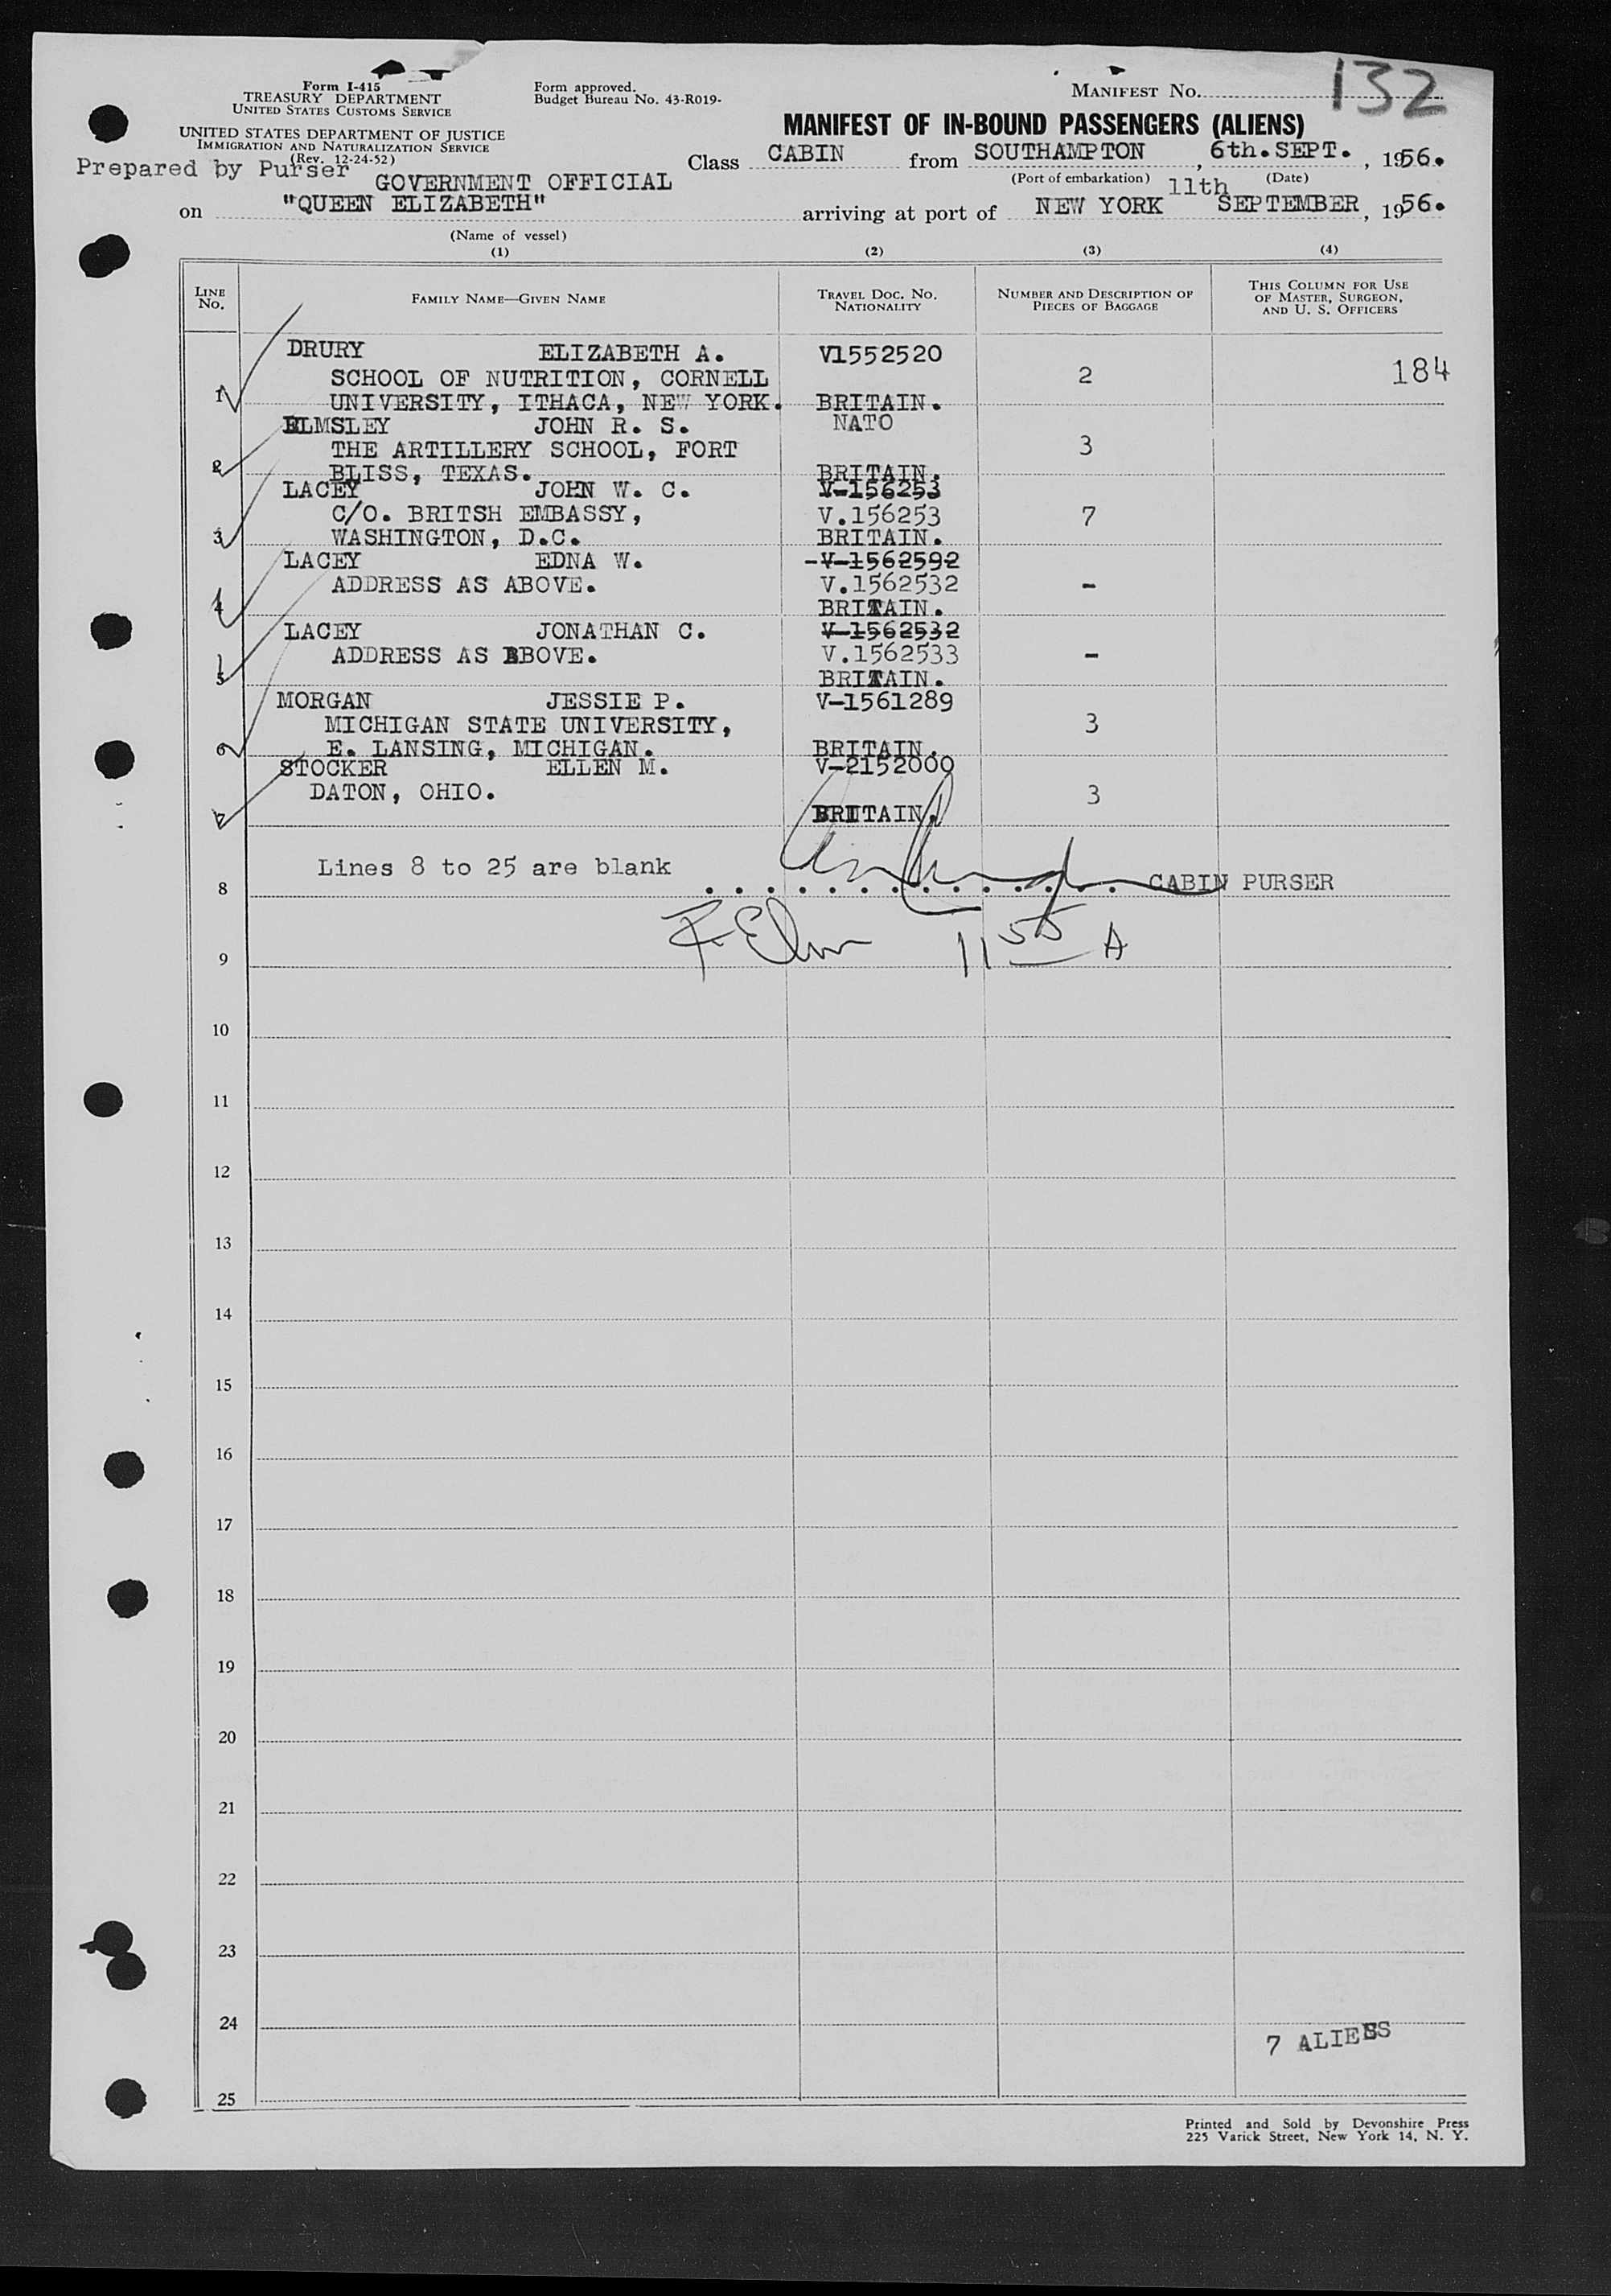 132
Form I-415
TREASURY DEPARTMENT
UNITED STATES CUSTOMS SERVICE
Form approved.
Budget Bureau No. 43-R019-
MANIFEST NO.
UNITED STATES DEPARTMENT OF JUSTICE
IMMIGRATION AND NATURALIZATION SERVICE
(Rev. 12-24-52)
MANIFEST OF IN-BOUND PASSENGERS (ALIENS)
Prepared by Purser
Class CABIN from SOUTHAMPTON, 6th. SEPT., 1956.
(Port of embarkation) (Date)
GOVERNMENT OFFICIAL
11th
on "QUEEN ELIZABETH" arriving at port of NEW YORK SEPTEMBER, 1956.
(Name of vessel)
(1) (2) (3) (4)
LINE NO.
FAMILY NAME—GIVEN NAME
TRAVEL DOC. NO. NATIONALITY
NUMBER AND DESCRIPTION OF PIECES OF BAGGAGE
THIS COLUMN FOR USE OF MASTER, SURGEON, AND U. S. OFFICERS
DRURY ELIZABETH A. V1552520
SCHOOL OF NUTRITION, CORNELL 2 184
1 UNIVERSITY, ITHACA, NEW YORK. BRITAIN.
ELMSLEY JOHN R. S. NATO
THE ARTILLERY SCHOOL, FORT 3
2 BLISS, TEXAS. BRITAIN.
LACEY JOHN W. C. V-156253
C/O. BRITSH EMBASSY, V.156253 7
3 WASHINGTON, D.C. BRITAIN.
LACEY EDNA W. -V-1562592
ADDRESS AS ABOVE. V.1562532 -
4 BRITAIN.
LACEY JONATHAN C. V-1562532
ADDRESS AS ABOVE. V.1562533 -
5 BRITAIN.
MORGAN JESSIE P. V-1561289
MICHIGAN STATE UNIVERSITY, 3
6 E. LANSING, MICHIGAN. BRITAIN.
STOCKER ELLEN M. V-2152000
DATON, OHIO. 3
7 BRITAIN.
Lines 8 to 25 are blank
8 CABIN PURSER
1155 A
9
10
11
12
13
14
15
16
17
18
19
20
21
22
23
24
7 ALIENS
25
Printed and Sold by Devonshire Press
225 Varick Street, New York 14, N. Y.